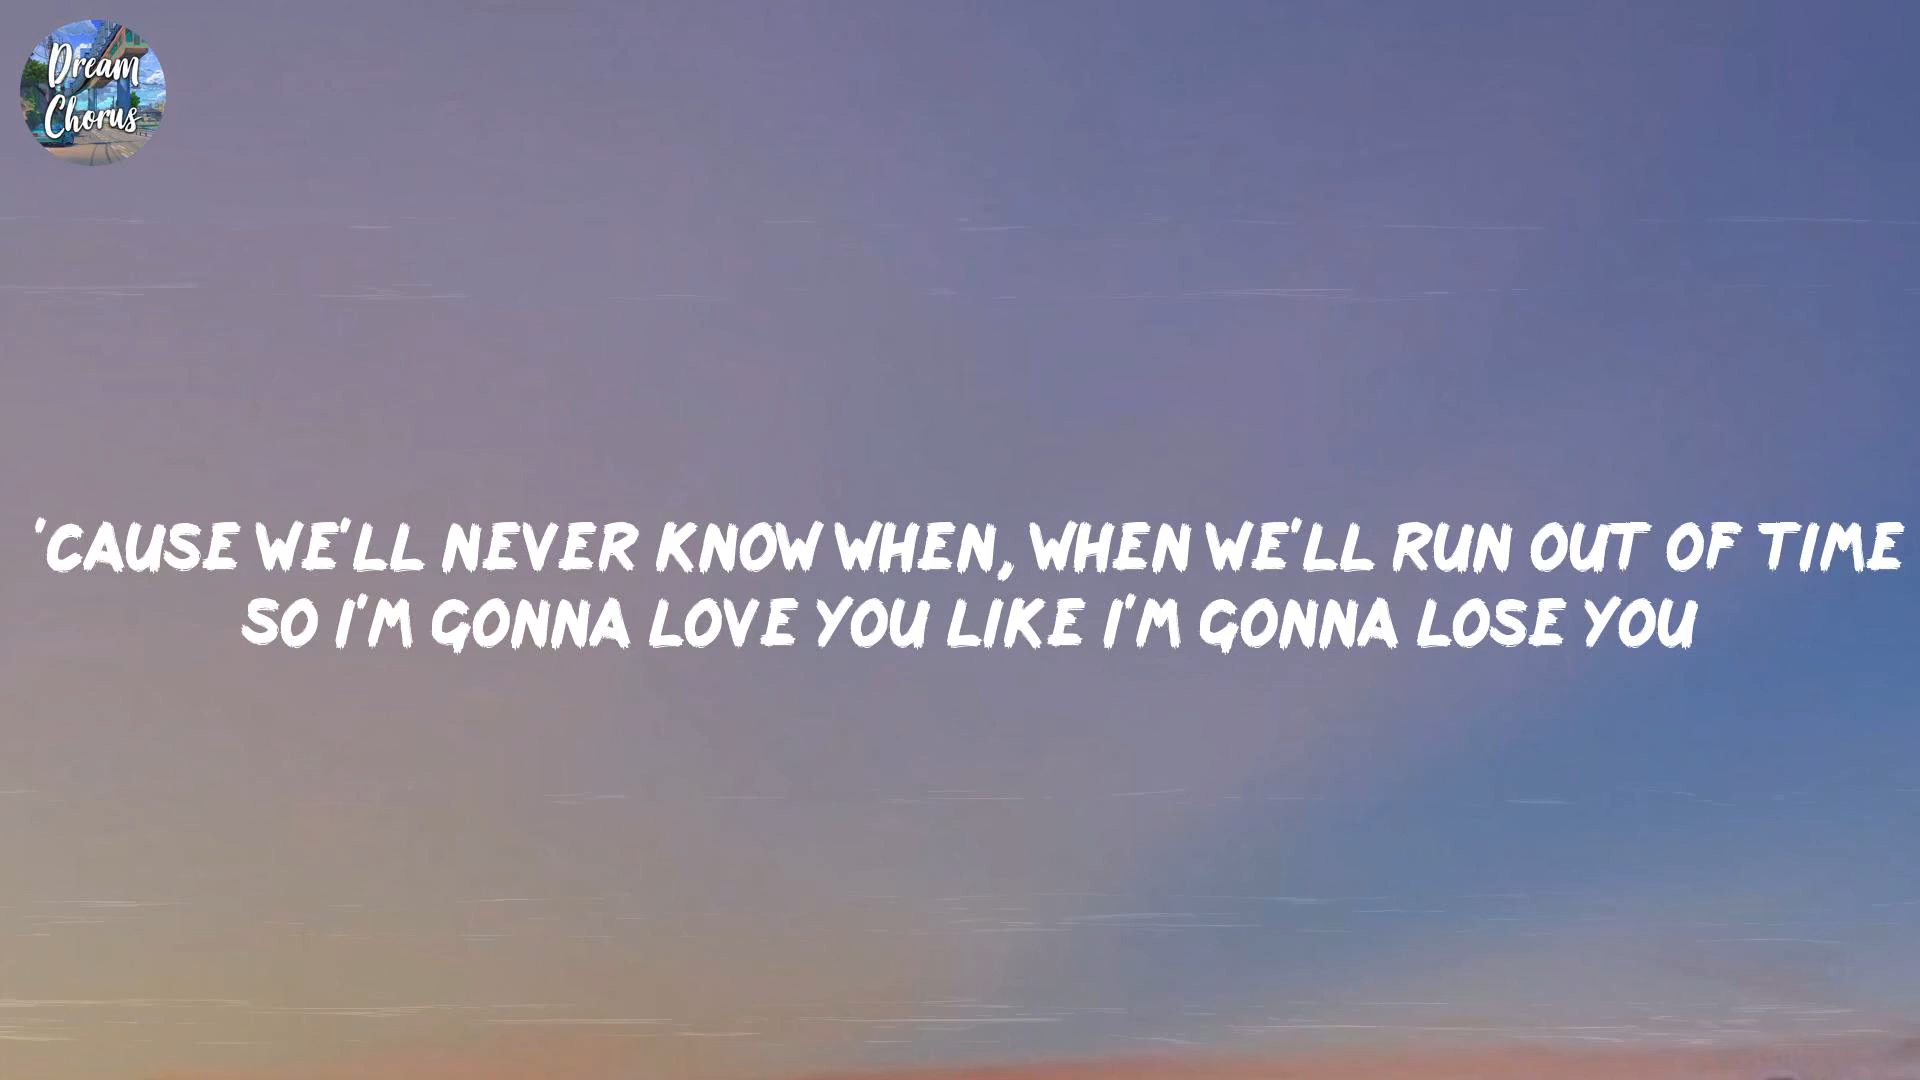 Dream
Chorus
'CAUSE WE'LL NEVER KNOW WHEN, WHEN WE'LL RUN OUT OF TIME
SO I'M GONNA LOVE YOU LIKE I'M GONNA LOSE YOU